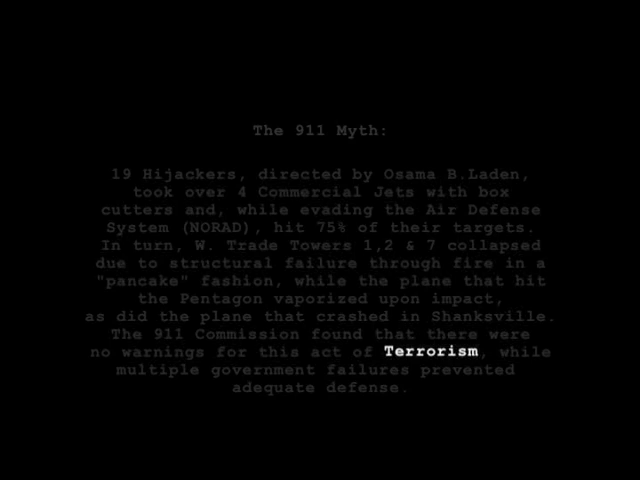 The 911 Myth:
19 Hijackers, directed by Osama B.Laden,
took over 4 Commercial Jets with box
cutters and, while evading the Air Defense
System (NORAD), hit 75% of their targets.
In turn, W. Trade Towers 1,2 & 7 collapsed
due to structural failure through fire in a
"pancake" fashion, while the plane that hit
the Pentagon vaporized upon impact,
as did the plane that crashed in Shanksville.
The 911 Commission found that there were
no warnings for this act of Terrorism, while
multiple government failures prevented
adequate defense.